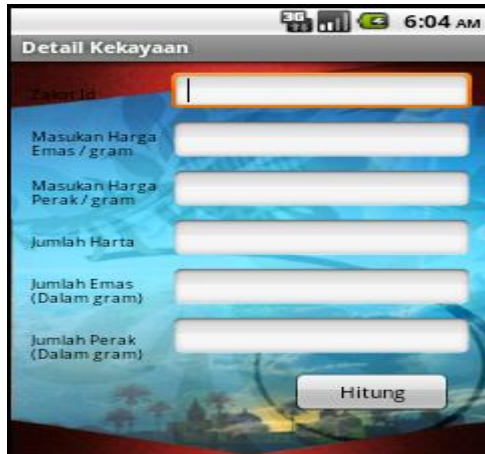 3G
6:04 AM
Detail Kekayaan
Zakat Id
Masukan Harga
Emas / gram
Masukan Harga
Perak / gram
Jumlah Harta
Jumlah Emas
(Dalam gram)
Jumlah Perak
(Dalam gram)
Hitung